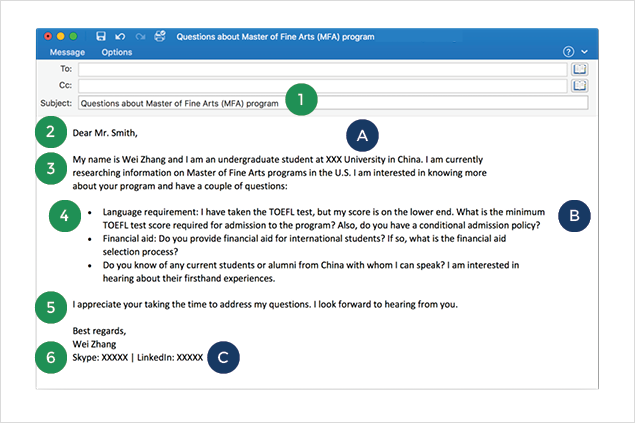 Questions about Master of Fine Arts (MFA) program
Message Options
?
To:
Cc:
Subject: Questions about Master of Fine Arts (MFA) program 1
2 Dear Mr. Smith, A
3 My name is Wei Zhang and I am an undergraduate student at XXX University in China. I am currently
researching information on Master of Fine Arts programs in the U.S. I am interested in knowing more
about your program and have a couple of questions:
4 • Language requirement: I have taken the TOEFL test, but my score is on the lower end. What is the minimum B
TOEFL test score required for admission to the program? Also, do you have a conditional admission policy?
• Financial aid: Do you provide financial aid for international students? If so, what is the financial aid
selection process?
• Do you know of any current students or alumni from China with whom I can speak? I am interested in
hearing about their firsthand experiences.
5 I appreciate your taking the time to address my questions. I look forward to hearing from you.
Best regards,
Wei Zhang
6 Skype: XXXXX | LinkedIn: XXXXX C